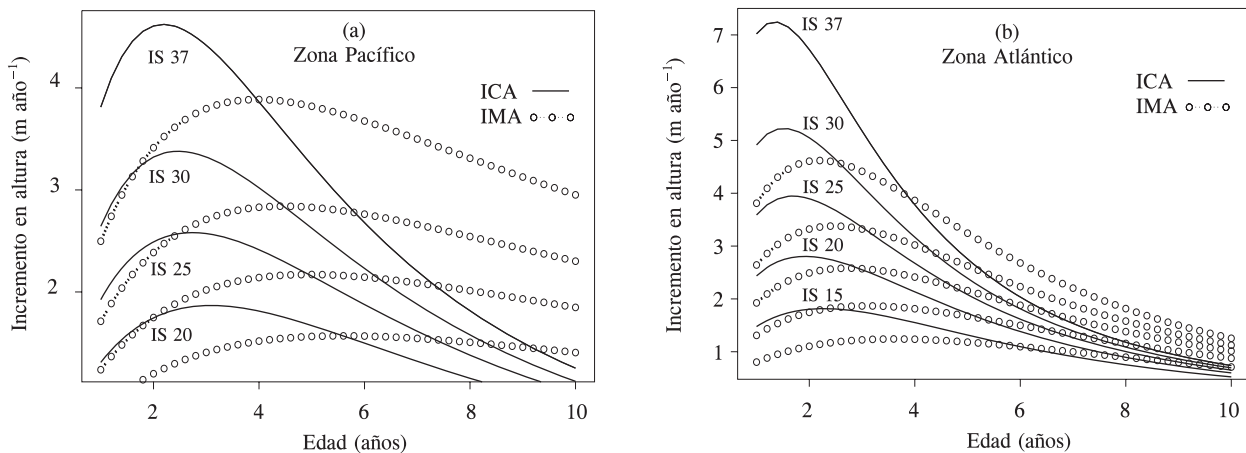 (a)
Zona Pacífico
IS 37
IS 30
IS 25
IS 20
ICA
IMA
4
3
2
2
4
6
8
10
Incremento en altura (m año⁻¹)
Edad (años)
(b)
Zona Atlántico
IS 37
IS 30
IS 25
IS 20
IS 15
ICA
IMA
7
6
5
4
3
2
1
2
4
6
8
10
Incremento en altura (m año⁻¹)
Edad (años)